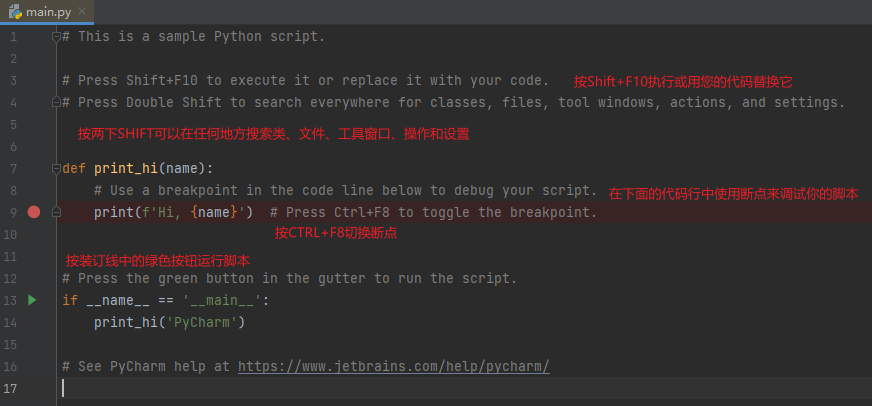 main.py
1 # This is a sample Python script.
2
3 # Press Shift+F10 to execute it or replace it with your code. 按Shift+F10执行或用您的代码替换它
4 # Press Double Shift to search everywhere for classes, files, tool windows, actions, and settings.
5
6 按两下SHIFT可以在任何地方搜索类、文件、工具窗口、操作和设置
7 def print_hi(name):
8 # Use a breakpoint in the code line below to debug your script. 在下面的代码行中使用断点来调试你的脚本
9 print(f'Hi, {name}') # Press Ctrl+F8 to toggle the breakpoint.
10 按CTRL+F8切换断点
11 按装订线中的绿色按钮运行脚本
12 # Press the green button in the gutter to run the script.
13 if __name__ == '__main__':
14 print_hi('PyCharm')
15
16 # See PyCharm help at https://www.jetbrains.com/help/pycharm/
17